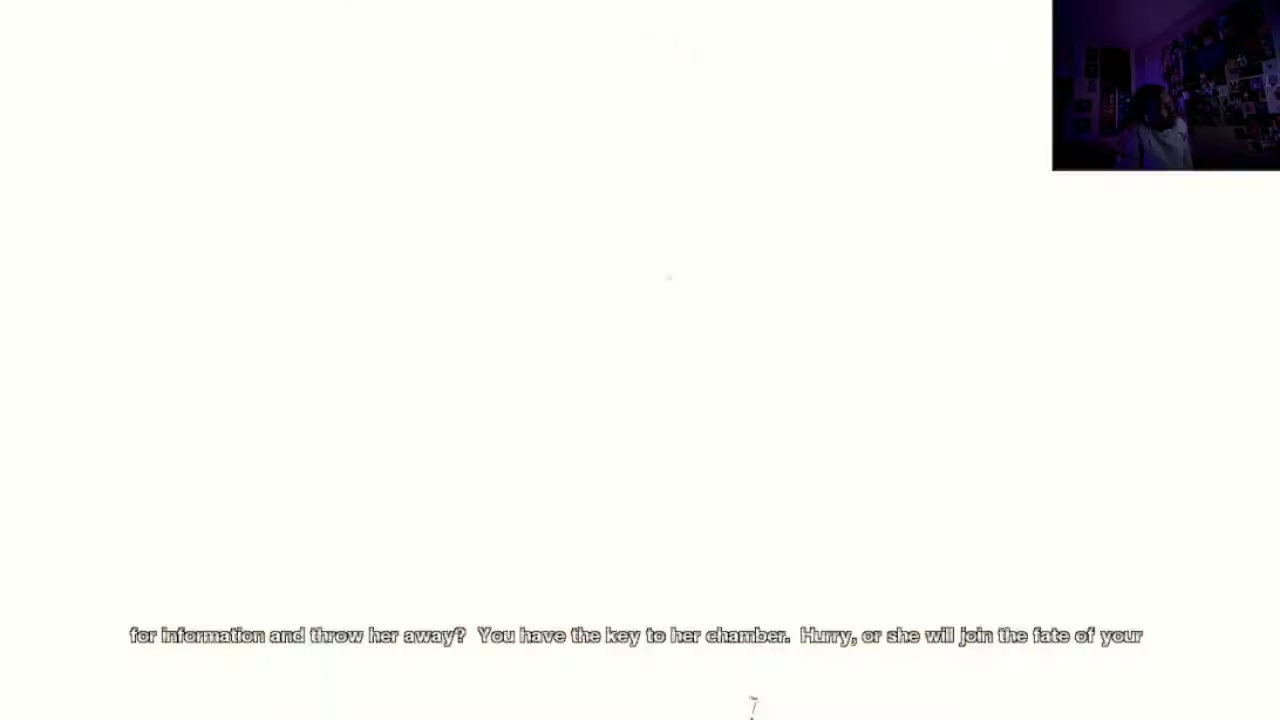 for information and throw her away?  You have the key to her chamber.  Hurry, or she will join the fate of your